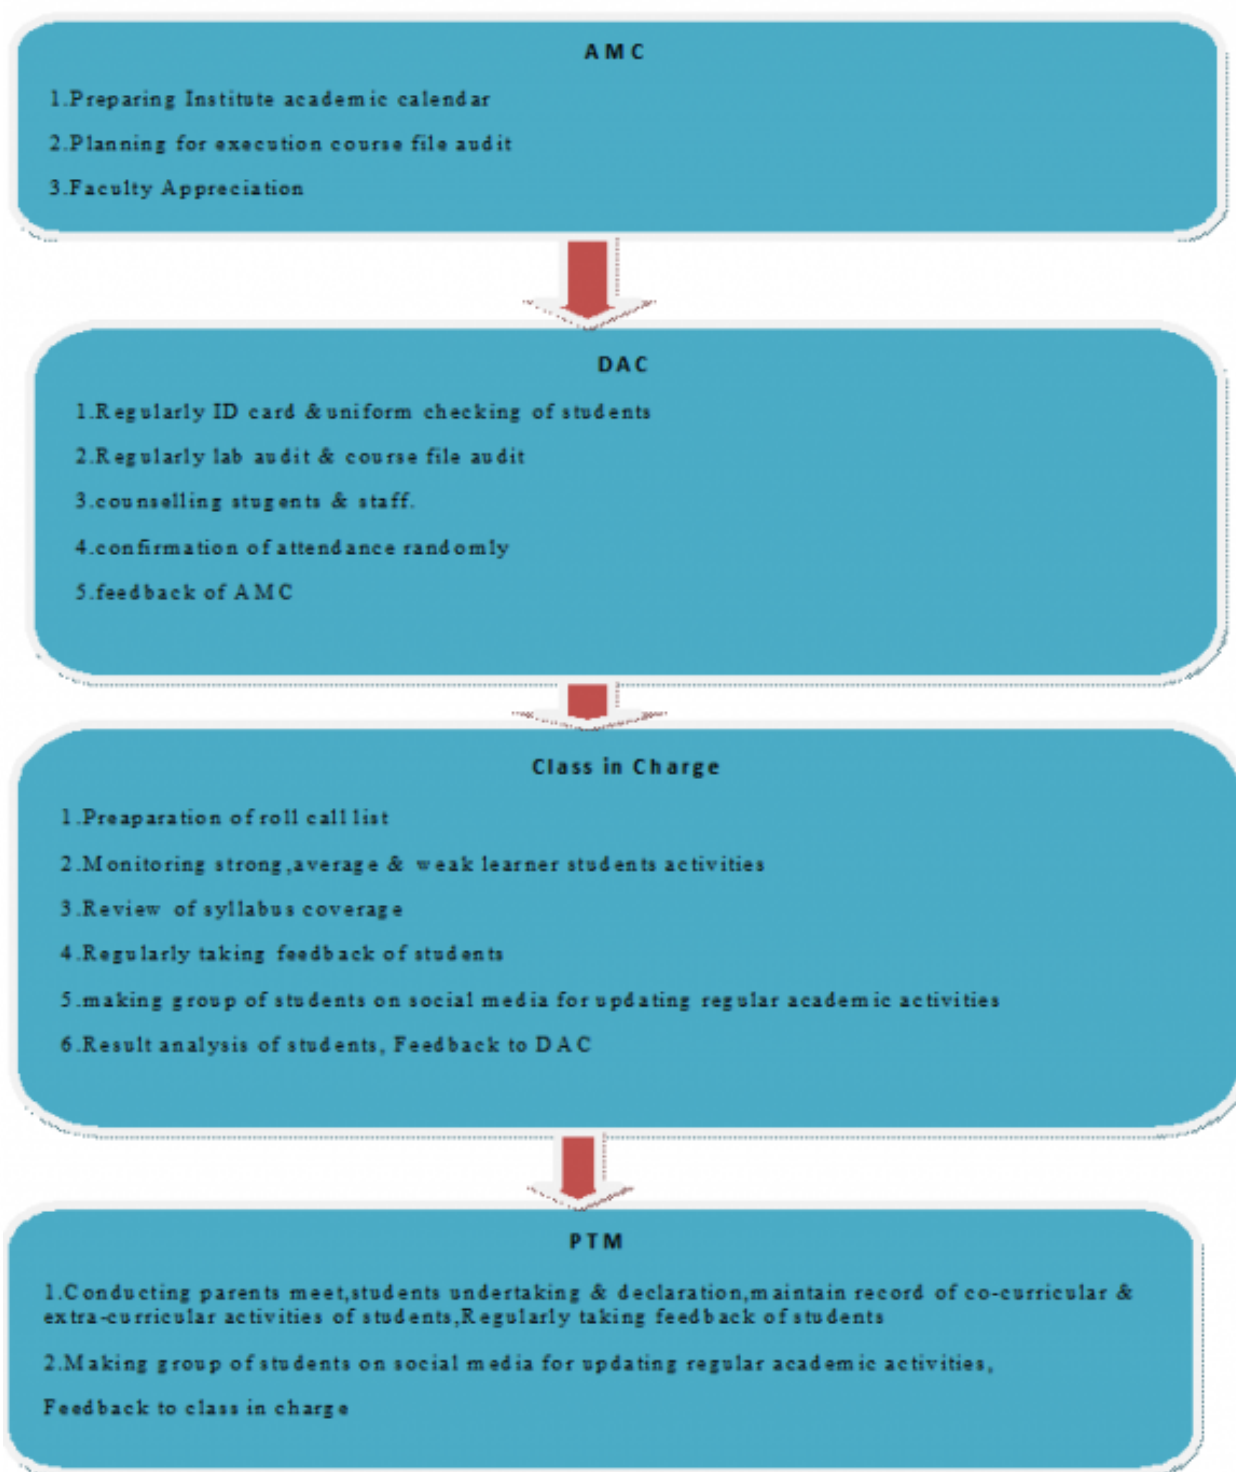 AMC
1.Preparing Institute academic calendar
2.Planning for execution course file audit
3.Faculty Appreciation
DAC
1.Regularly ID card &uniform checking of students
2.Regularly lab audit & course file audit
3.counselling stugents & staff.
4.confirmation of attendance randomly
5.feedback of AMC
Class in Charge
1.Preaparation of roll call list
2.Monitoring strong,average & weak learner students activities
3.Review of syllabus coverage
4.Regularly taking feedback of students
5.making group of students on social media for updating regular academic activities
6.Result analysis of students, Feedback to DAC
PTM
1.Conducting parents meet,students undertaking & declaration,maintain record of co-curricular &
extra-curricular activities of students,Regularly taking feedback of students
2.Making group of students on social media for updating regular academic activities,
Feedback to class in charge